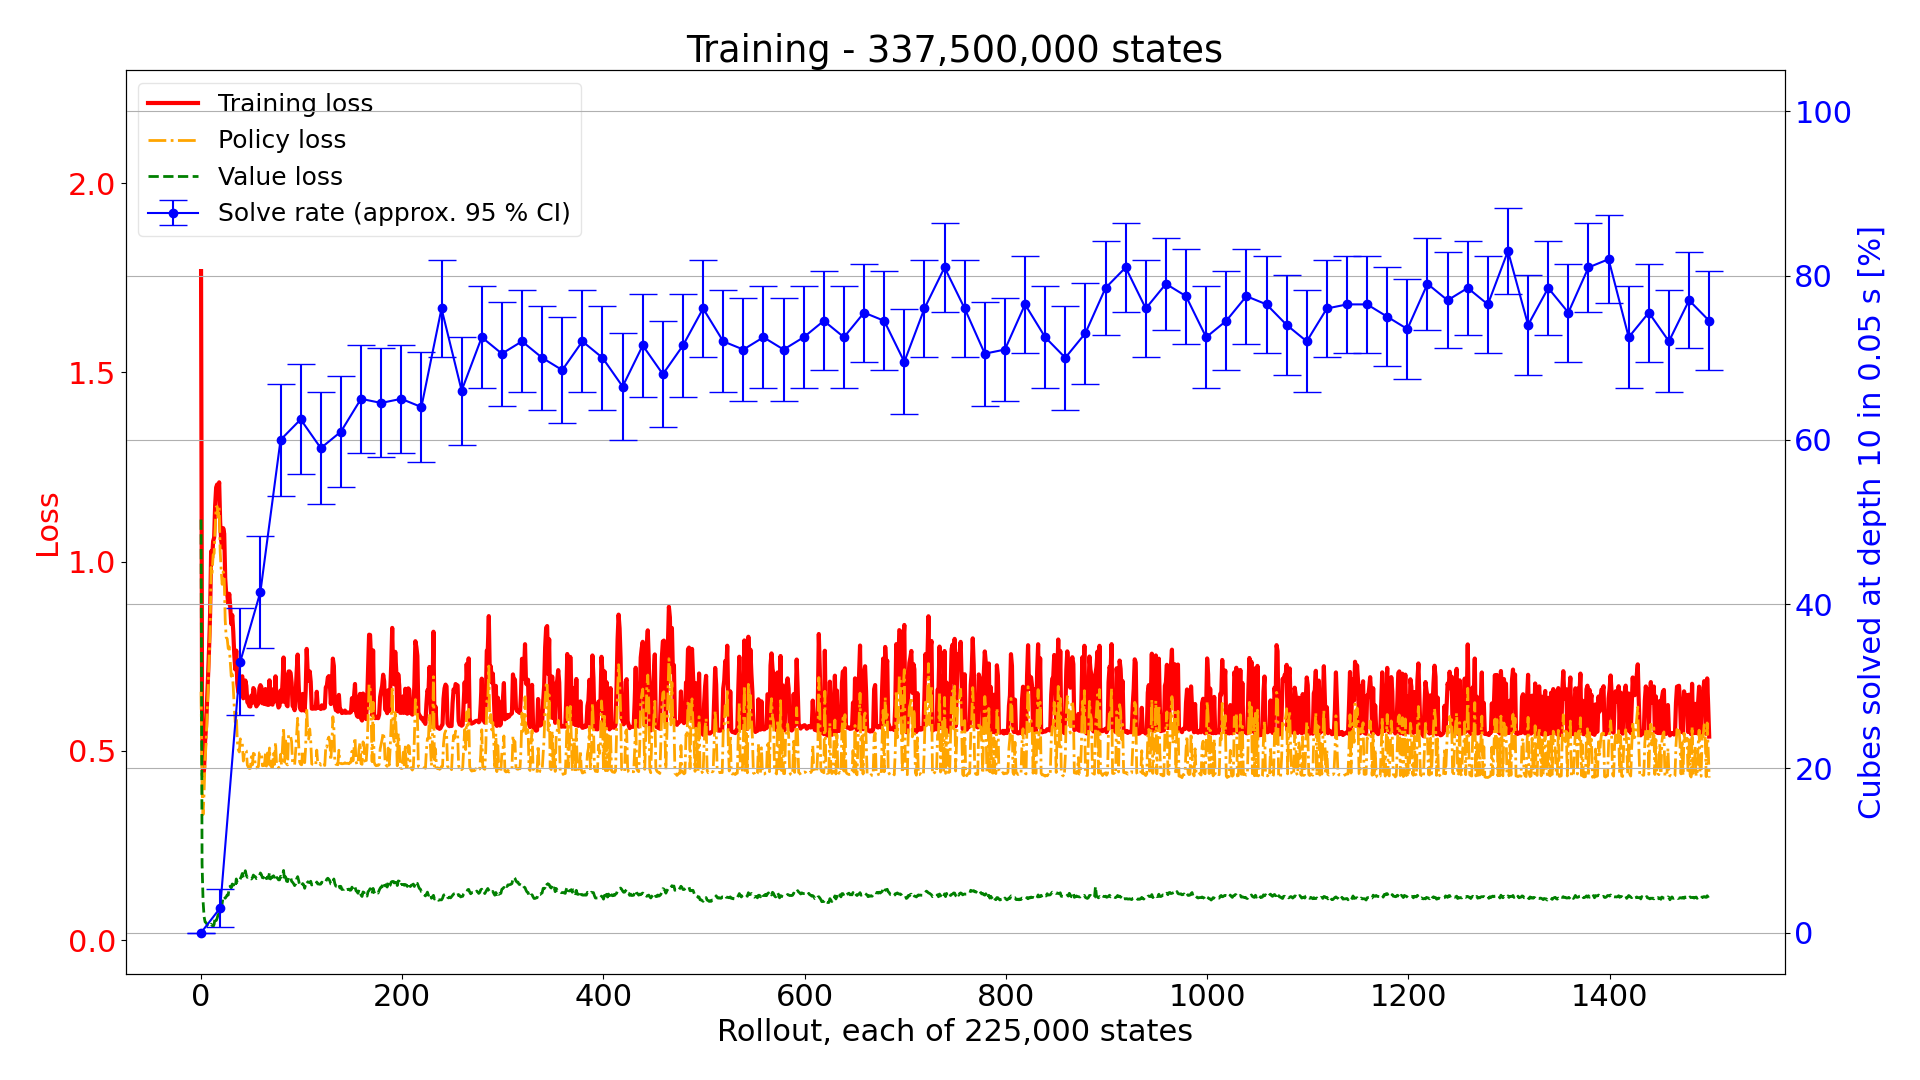 Training - 337,500,000 states
Training loss
Policy loss
Value loss
Solve rate (approx. 95 % CI)
Loss
2.0
1.5
1.0
0.5
0.0
100
80
60
40
20
0
Cubes solved at depth 10 in 0.05 s [%]
0 200 400 600 800 1000 1200 1400
Rollout, each of 225,000 states